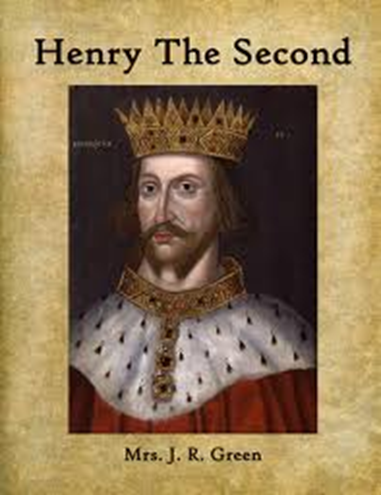 Henry The Second
Mrs. J. R. Green